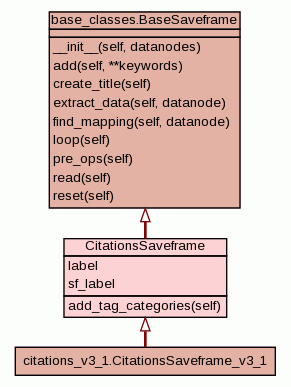 base_classes.BaseSaveframe
__init__(self, datanodes)
add(self, **keywords)
create_title(self)
extract_data(self, datanode)
find_mapping(self, datanode)
loop(self)
pre_ops(self)
read(self)
reset(self)
CitationsSaveframe
label
sf_label
add_tag_categories(self)
citations_v3_1.CitationsSaveframe_v3_1